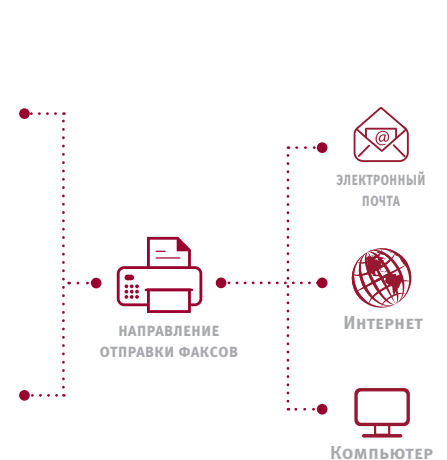 @
ЭЛЕКТРОННЫЙ
ПОЧТА
НАПРАВЛЕНИЕ
ОТПРАВКИ ФАКСОВ
ИНТЕРНЕТ
КОМПЬЮТЕР